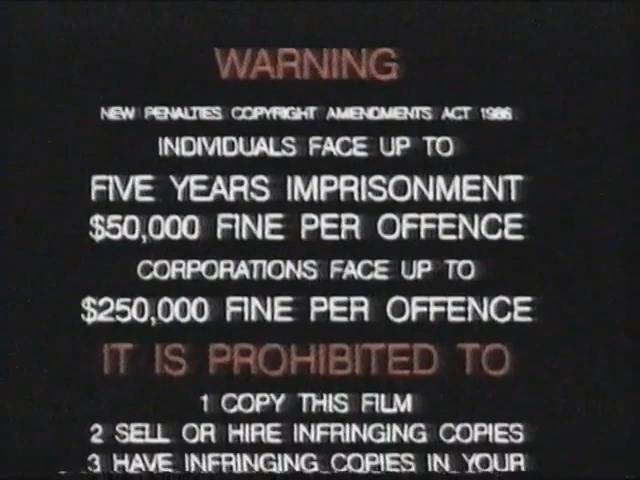 WARNING
NEW PENALTIES COPYRIGHT AMENDMENTS ACT 1986
INDIVIDUALS FACE UP TO
FIVE YEARS IMPRISONMENT
$50,000 FINE PER OFFENCE
CORPORATIONS FACE UP TO
$250,000 FINE PER OFFENCE
IT IS PROHIBITED TO
1 COPY THIS FILM
2 SELL OR HIRE INFRINGING COPIES
3 HAVE INFRINGING COPIES IN YOUR